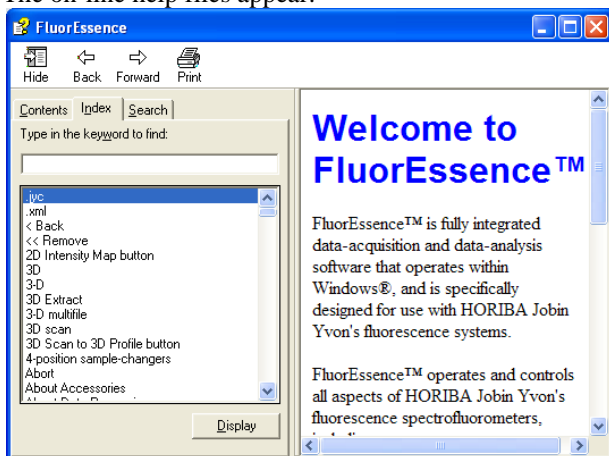 The on-line help files appear.
FluorEssence
Hide Back Forward Print
Contents Index Search
Type in the keyword to find:
.jyc
.xml
< Back
<< Remove
2D Intensity Map button
3D
3-D
3D Extract
3-D multifile
3D scan
3D Scan to 3D Profile button
4-position sample-changers
Abort
About Accessories
Display
Welcome to
FluorEssence™
FluorEssence™ is fully integrated
data-acquisition and data-analysis
software that operates within
Windows®, and is specifically
designed for use with HORIBA Jobin
Yvon's fluorescence systems.
FluorEssence™ operates and controls
all aspects of HORIBA Jobin Yvon's
fluorescence spectrofluorometers,